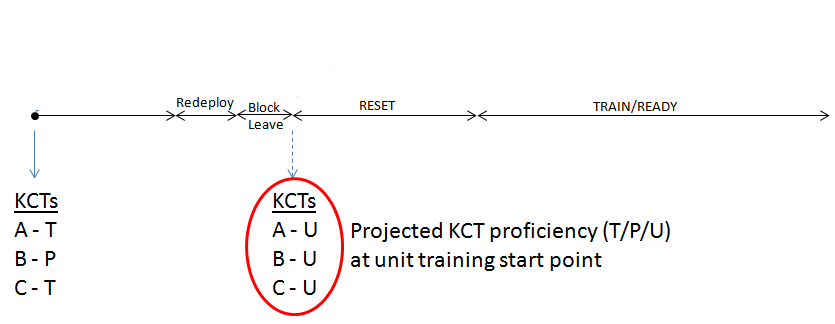 Redeploy
Block
Leave
RESET
TRAIN/READY
KCTs
A - T
B - P
C - T
KCTs
A - U
B - U
C - U
Projected KCT proficiency (T/P/U)
at unit training start point